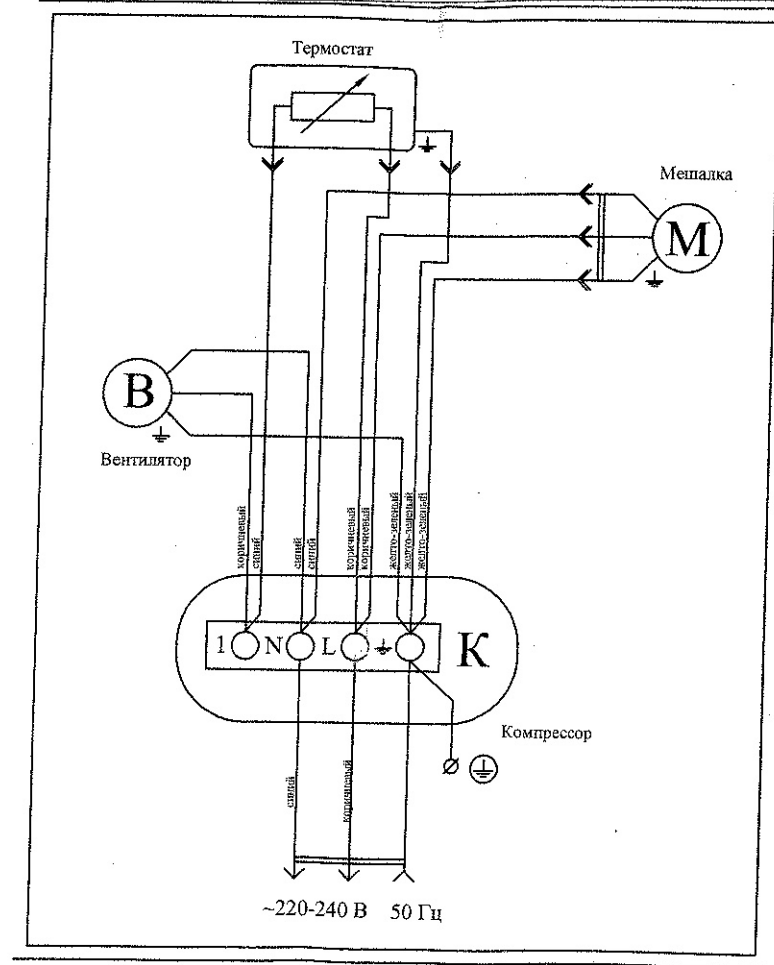 Термостат
Мешалка
М
В
Вентилятор
коричневый
синий
синий
синий
коричневый
коричневый
желто-зеленый
желто-зеленый
желто-зеленый
1 N L
К
Компрессор
синий
коричневый
~220-240 В 50 Гц